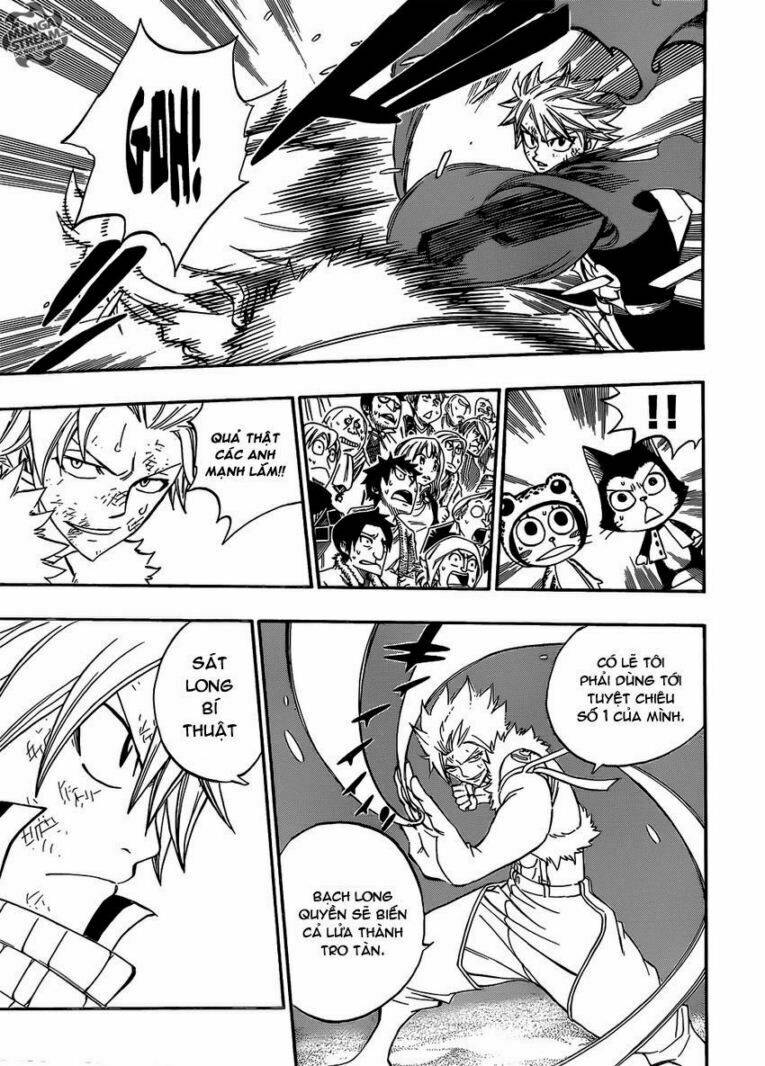 MANGA
STREAM
GOH!
!!
QUẢ THẬT
CÁC ANH
MẠNH LẮM!!
CÓ LẼ TÔI
PHẢI DÙNG TỚI
TUYỆT CHIÊU
SỐ 1 CỦA MÌNH.
BẠCH LONG
QUYỀN SẼ BIẾN
CẢ LỬA THÀNH
TRO TÀN.
SÁT
LONG
BÍ
THUẬT